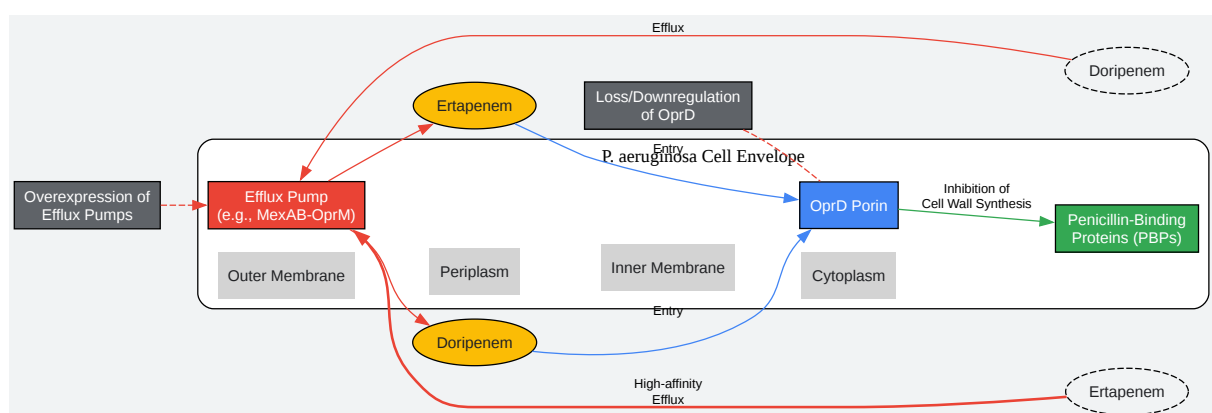 Efflux
Doripenem
Ertapenem
Loss/Downregulation
of OprD
Entry
P. aeruginosa Cell Envelope
Overexpression of
Efflux Pumps
Efflux Pump
(e.g., MexAB-OprM)
OprD Porin
Inhibition of
Cell Wall Synthesis
Penicillin-Binding
Proteins (PBPs)
Outer Membrane
Periplasm
Inner Membrane
Cytoplasm
Entry
Doripenem
High-affinity
Efflux
Ertapenem